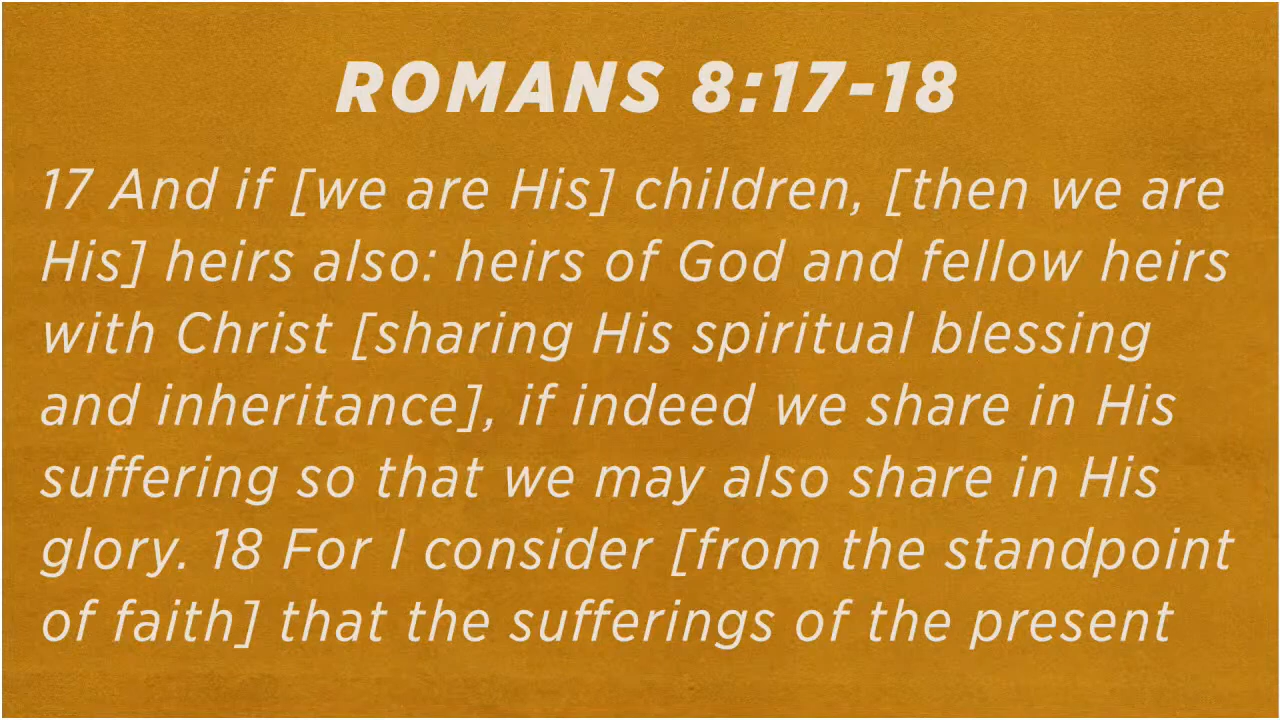 ROMANS 8:17-18
17 And if [we are His] children, [then we are
His] heirs also: heirs of God and fellow heirs
with Christ [sharing His spiritual blessing
and inheritance], if indeed we share in His
suffering so that we may also share in His
glory. 18 For I consider [from the standpoint
of faith] that the sufferings of the present